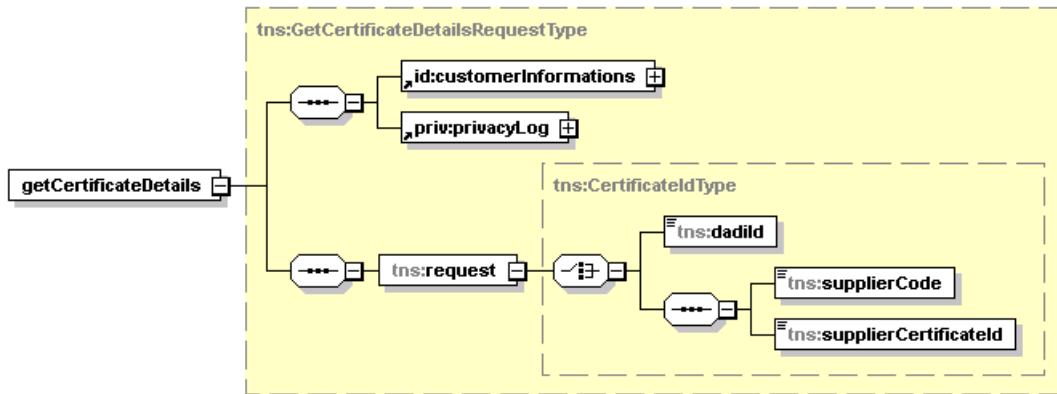 tns:GetCertificateDetailsRequestType
id:customerInformations
priv:privacyLog
getCertificateDetails
tns:CertificateIdType
tns:dadiId
tns:request
tns:supplierCode
tns:supplierCertificateId